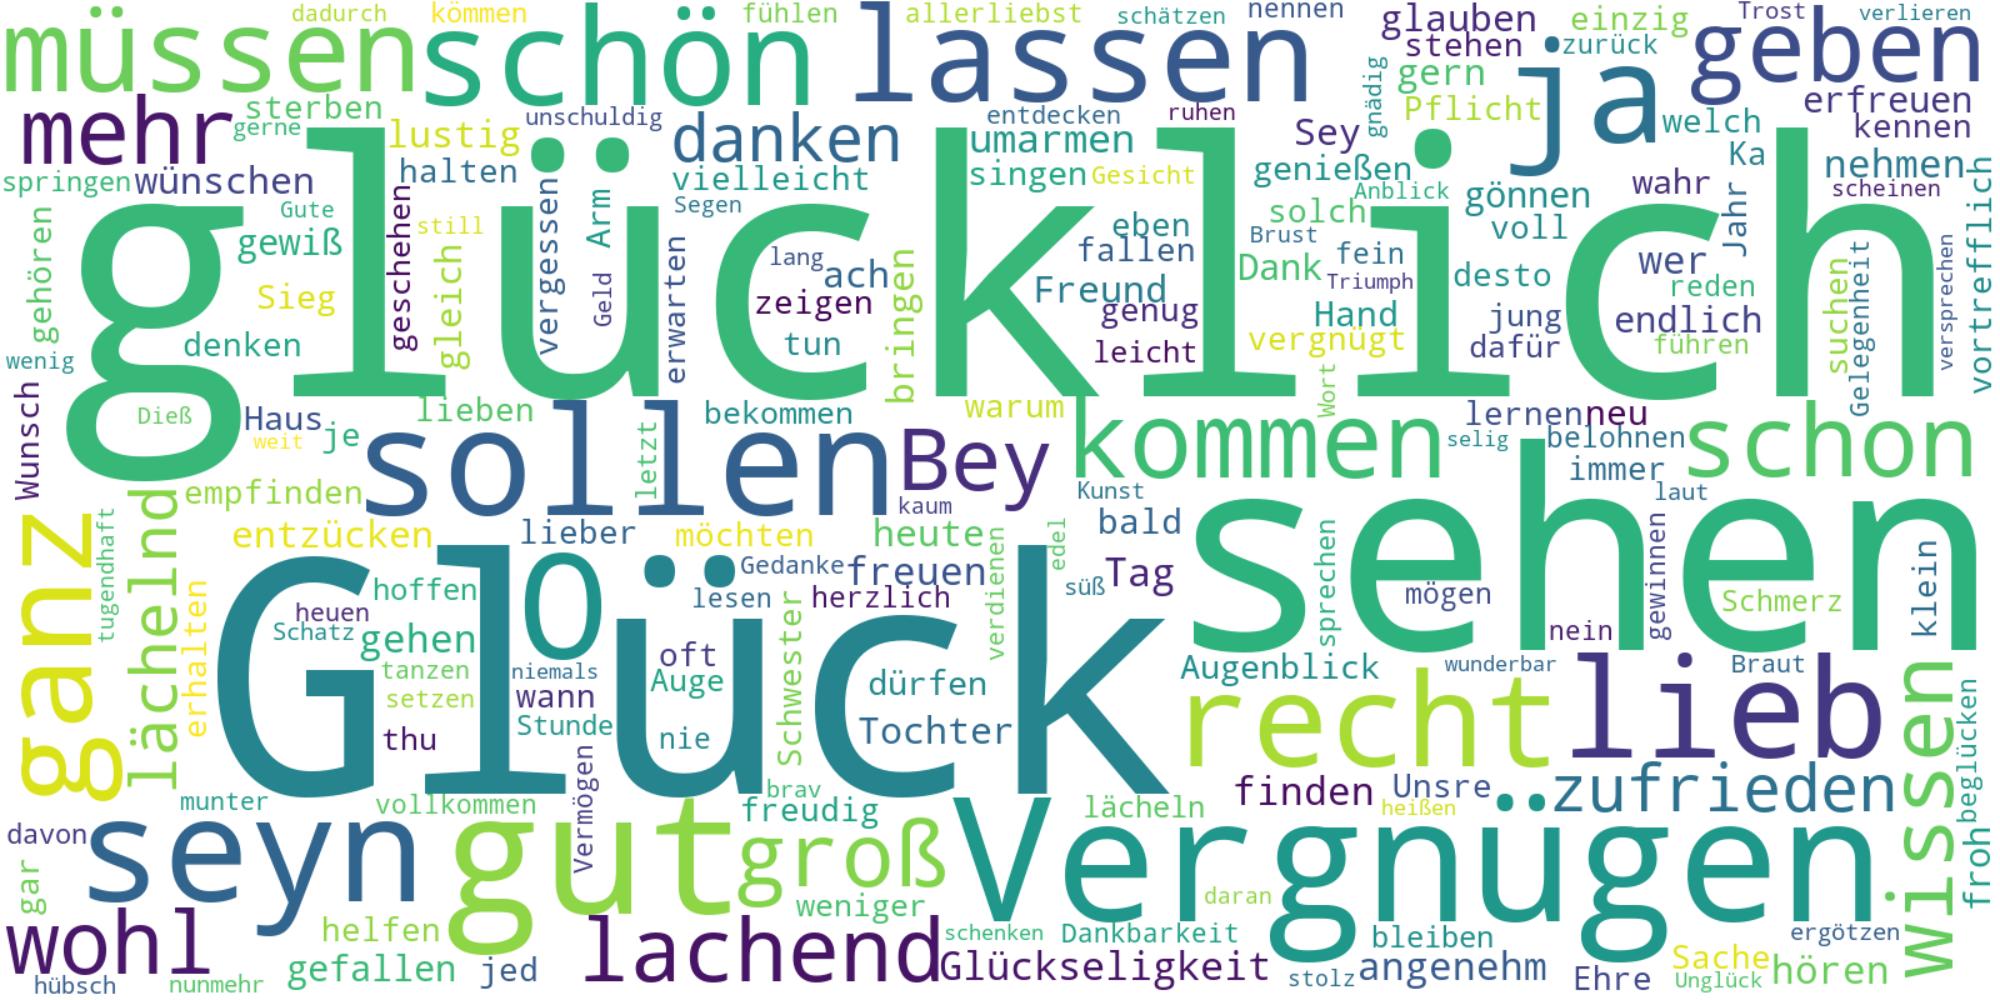 müssen
dadurch
kommen
schön
fühlen
lassen
allerliebst
schätzen
nennen
glauben
stehen
einzig
zurück
Trost
verlieren
geben
mehr
sterben
gerne
lustig
unschuldig
danken
entdecken
umarmen
ruhen
Sey
gnädig
gern
Pflicht
ja
welch
erfreuen
kennen
springen
wünschen
halten
vielleicht
singen
Gesicht
genießen
Anblick
gönnen
wahr
Ka
Jahr
nehmen
scheinen
glücklich
gehören
Gute
gewiß
geschehen
still
gleich
vergessen
Arm
Segen
Geld
erwarten
lang
ach
zeigen
tun
bringen
eben
fallen
Freund
genug
leicht
solch
Brust
Dank
fein
Triumph
Hand
vergnügt
voll
desto
jung
dafür
wer
reden
endlich
führen
suchen
Gelegenheit
versprechen
vortrefflich
Sieg
denken
wenig
Wunsch
Dieß
Haus
weit
je
lieben
sollen
letzt
bekommen
Bey
warum
kommen
Wort
lernen
neu
selig
belohnen
immer
schon
laut
ganz
tugendhaft
lächelnd
empfinden
entzücken
lieber
kaum
möchten
heute
Kunst
bald
sehen
erhalten
Glück
hoffen
heuen
Schatz
gehen
tanzen
setzen
thu
O
niemals
wann
Stunde
oft
Auge
nie
Gedanke
lesen
freuen
herzlich
Schwester
dürfen
Tochter
verdienen
edel
süß
Tag
sprechen
mögen
nein
gewinnen
Schmerz
klein
Augenblick
wunderbar
Braut
recht
lieb
wissen
beglücken
munter
vollkommen
Vermögen
brav
freudig
lächeln
finden
Unsre
heißen
zufrieden
davon
seyn
gut
groß
Vergnügen
froh
gar
weniger
daran
wohl
helfen
lachend
schenken
Dankbarkeit
bleiben
ergötzen
hübsch
nunmehr
gefallen
jed
Glückseligkeit
stolz
angenehm
Ehre
Sache
Unglück
hören